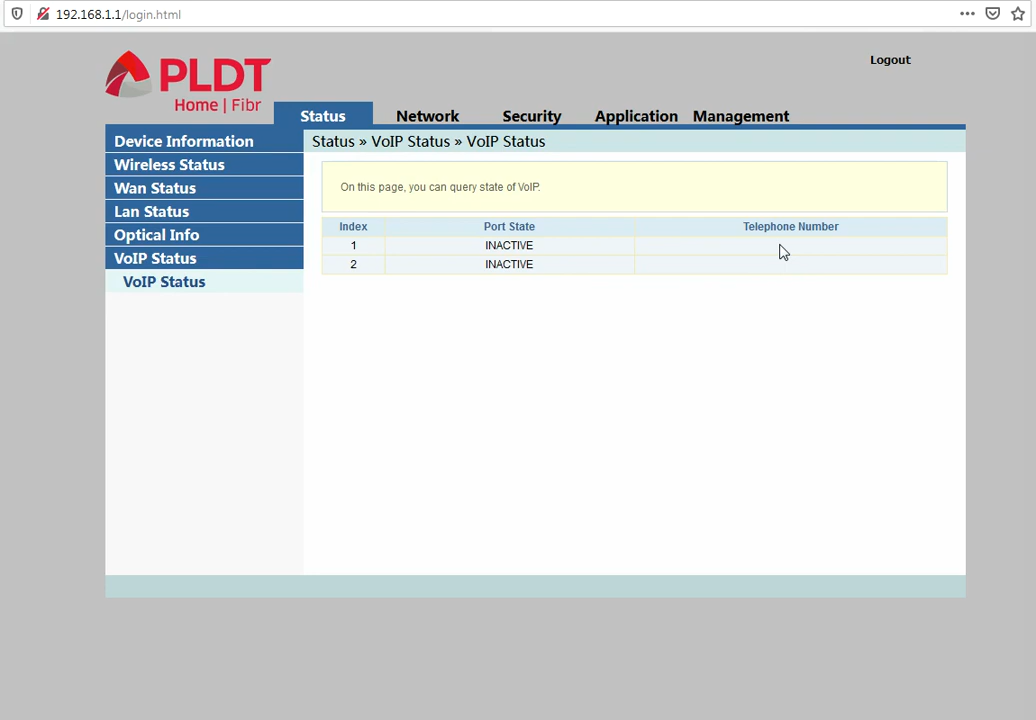 192.168.1.1/login.html
Logout
PLDT
Home | Fibr
Status
Network
Security
Application
Management
Device Information
Wireless Status
Wan Status
Lan Status
Optical Info
VoIP Status
VoIP Status
Status » VoIP Status » VoIP Status
On this page, you can query state of VoIP.
Index Port State Telephone Number
1 INACTIVE
2 INACTIVE